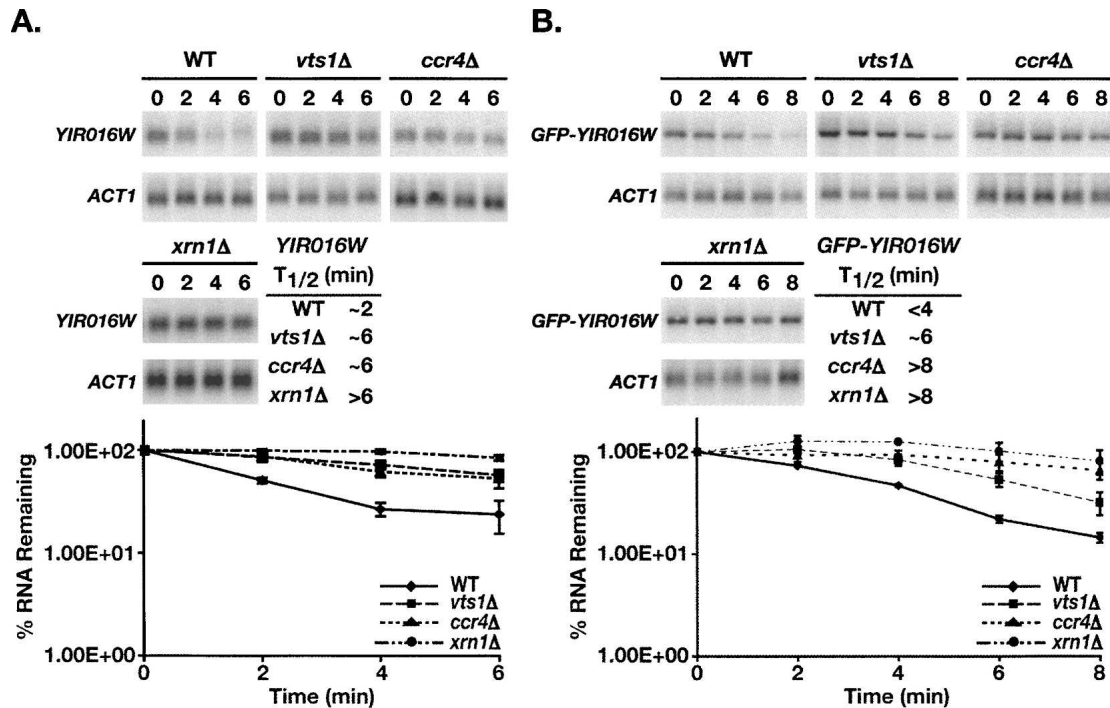 A.
WT vts1Δ ccr4Δ
0 2 4 6 0 2 4 6 0 2 4 6
YIR016W
ACT1
xrn1Δ YIR016W
0 2 4 6 T1/2 (min)
YIR016W
WT ~2
vts1Δ ~6
ACT1
ccr4Δ ~6
xrn1Δ >6
% RNA Remaining
1.00E+02
1.00E+01
1.00E+00
WT
vts1Δ
ccr4Δ
xrn1Δ
0 2 4 6
Time (min)
B.
WT vts1Δ ccr4Δ
0 2 4 6 8 0 2 4 6 8 0 2 4 6 8
GFP-YIR016W
ACT1
xrn1Δ GFP-YIR016W
0 2 4 6 8 T1/2 (min)
GFP-YIR016W
WT <4
vts1Δ ~6
ACT1
ccr4Δ >8
xrn1Δ >8
% RNA Remaining
1.00E+02
1.00E+01
1.00E+00
WT
vts1Δ
ccr4Δ
xrn1Δ
0 2 4 6 8
Time (min)